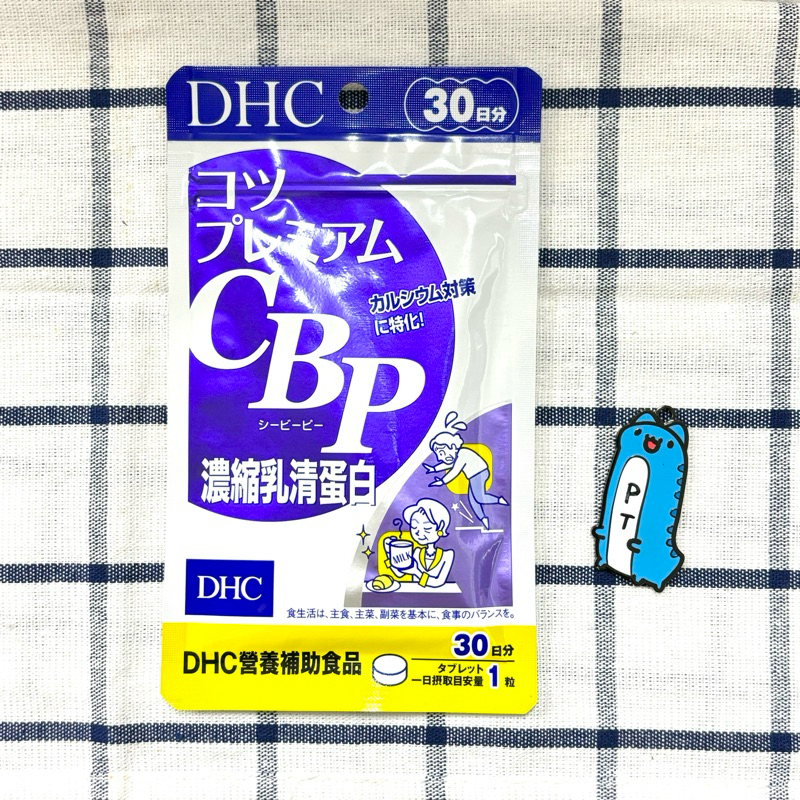 DHC
30日分
コツ
プレミアム
CBP
シービーピー
カルシウム対策
に特化!
濃縮乳清蛋白
MILK
DHC
食生活は、主食、主菜、副菜を基本に、食事のバランスを。
DHC營養補助食品
30日分
タブレット
一日摂取目安量 1粒
PT